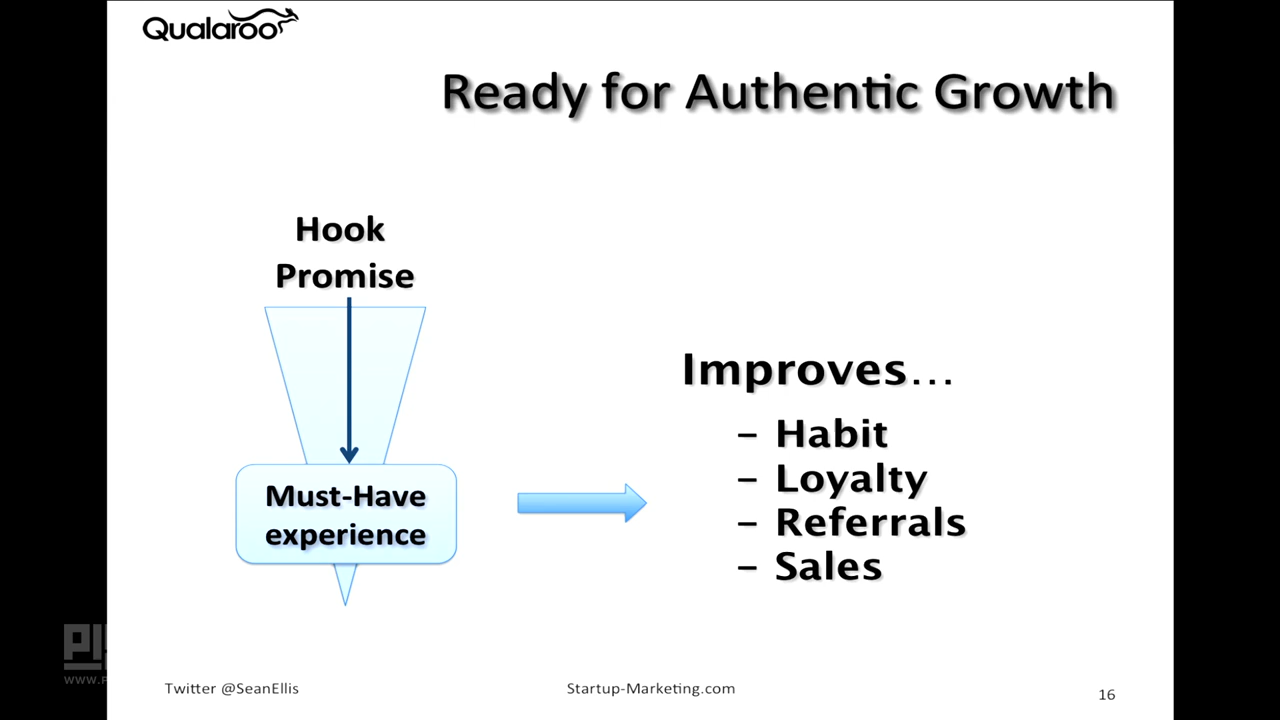 Qualaroo
Ready for Authentic Growth
Hook
Promise
Must-Have
experience
Improves...
– Habit
– Loyalty
– Referrals
– Sales
Twitter @SeanEllis
Startup-Marketing.com
16